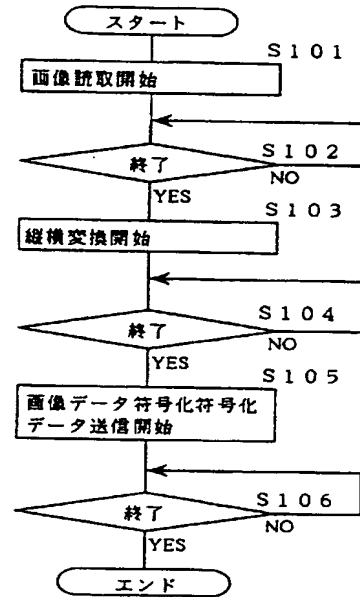 スタート
S101
画像読取開始
S102
終了
NO
YES
S103
縦横変換開始
S104
終了
NO
YES
S105
画像データ符号化符号化
データ送信開始
S106
終了
NO
YES
エンド